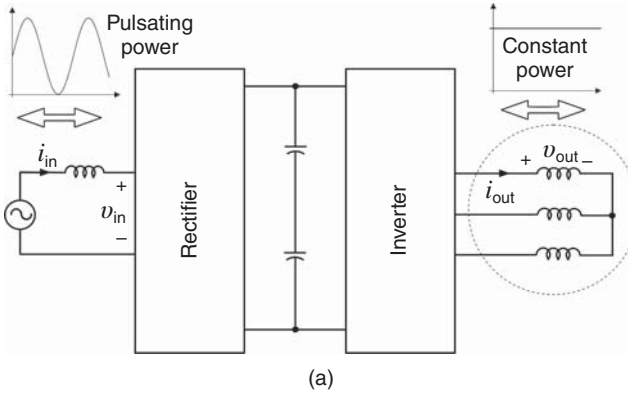 Pulsating
power
Constant
power
i_in
+
v_in
–
Rectifier
Inverter
+ v_out –
i_out
(a)